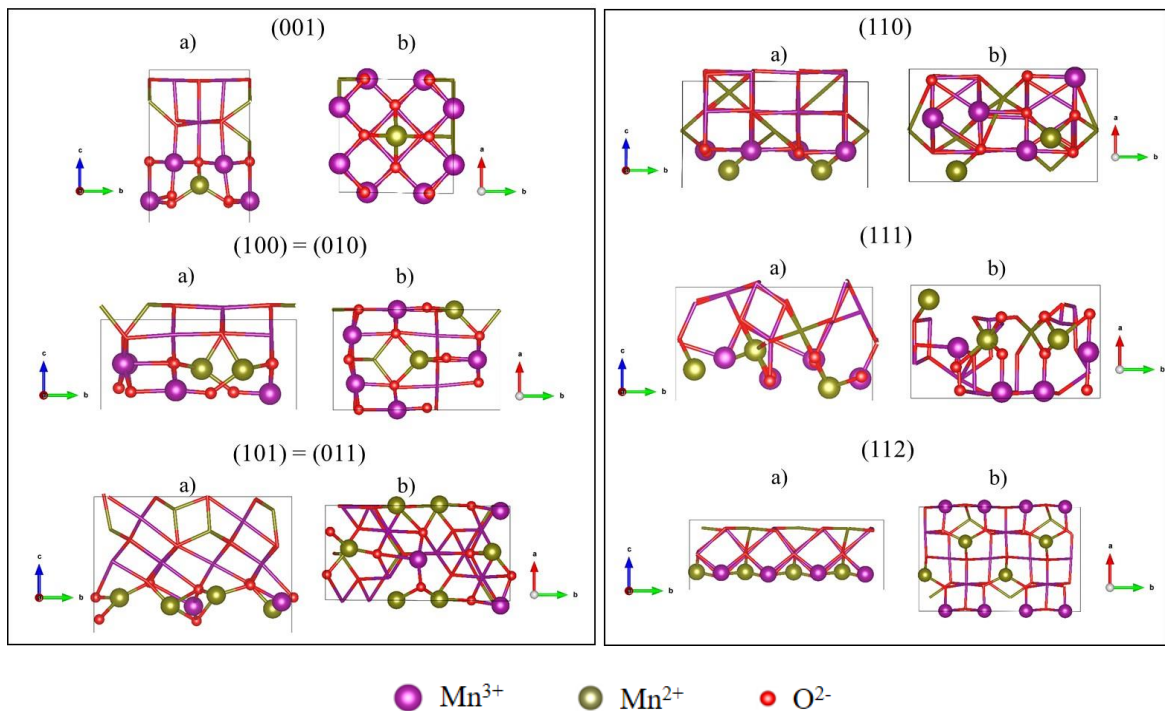 (001)
a) b)
c
b
a
b
(100) = (010)
a) b)
c
b
a
b
(101) = (011)
a) b)
c
b
a
b
(110)
a) b)
c
b
a
b
(111)
a) b)
c
b
a
b
(112)
a) b)
c
b
a
b
Mn³⁺ Mn²⁺ O²⁻